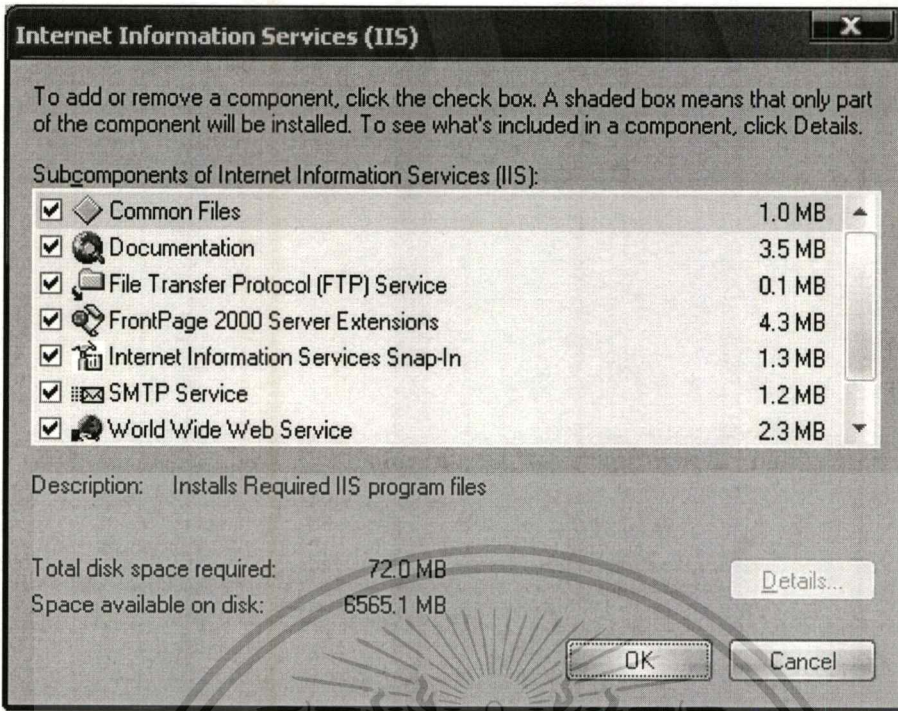 Internet Information Services (IIS)
X
To add or remove a component, click the check box. A shaded box means that only part
of the component will be installed. To see what's included in a component, click Details.
Subcomponents of Internet Information Services (IIS):
Common Files 1.0 MB
Documentation 3.5 MB
File Transfer Protocol (FTP) Service 0.1 MB
FrontPage 2000 Server Extensions 4.3 MB
Internet Information Services Snap-In 1.3 MB
SMTP Service 1.2 MB
World Wide Web Service 2.3 MB
Description: Installs Required IIS program files
Total disk space required: 72.0 MB
Space available on disk: 6565.1 MB
Details...
OK Cancel